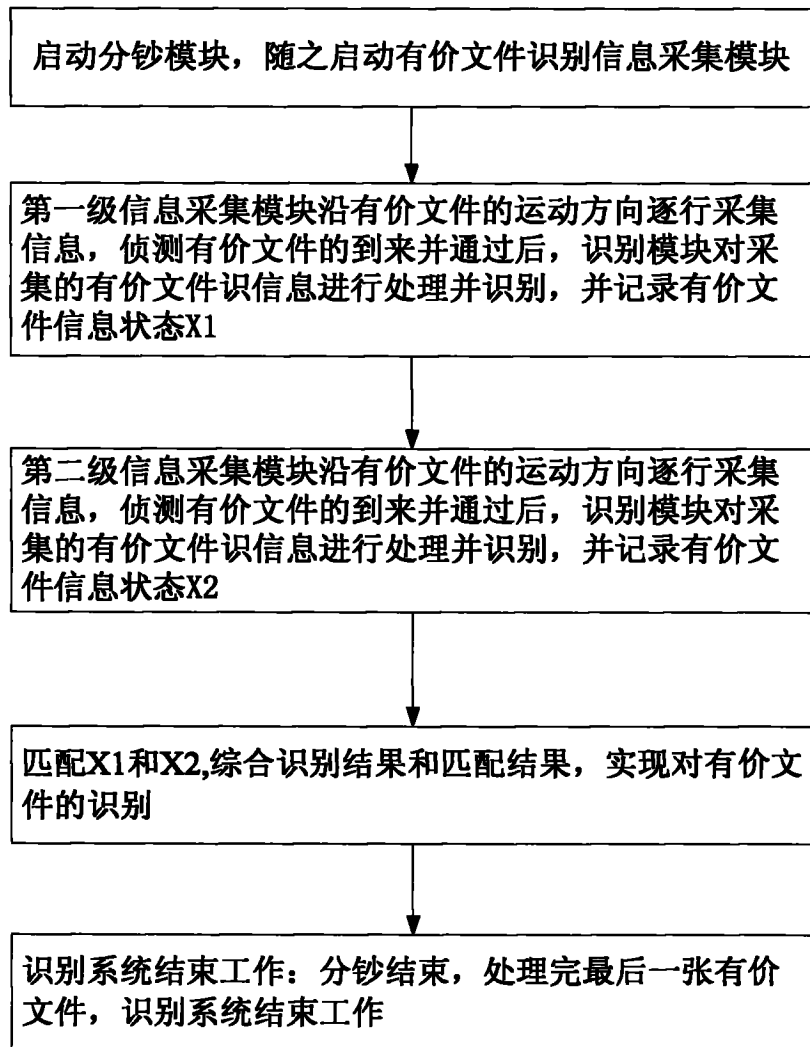 启动分钞模块，随之启动有价文件识别信息采集模块
第一级信息采集模块沿有价文件的运动方向逐行采集
信息，侦测有价文件的到来并通过后，识别模块对采
集的有价文件识信息进行处理并识别，并记录有价文
件信息状态X1
第二级信息采集模块沿有价文件的运动方向逐行采集
信息，侦测有价文件的到来并通过后，识别模块对采
集的有价文件识信息进行处理并识别，并记录有价文
件信息状态X2
匹配X1和X2,综合识别结果和匹配结果，实现对有价文
件的识别
识别系统结束工作：分钞结束，处理完最后一张有价
文件，识别系统结束工作